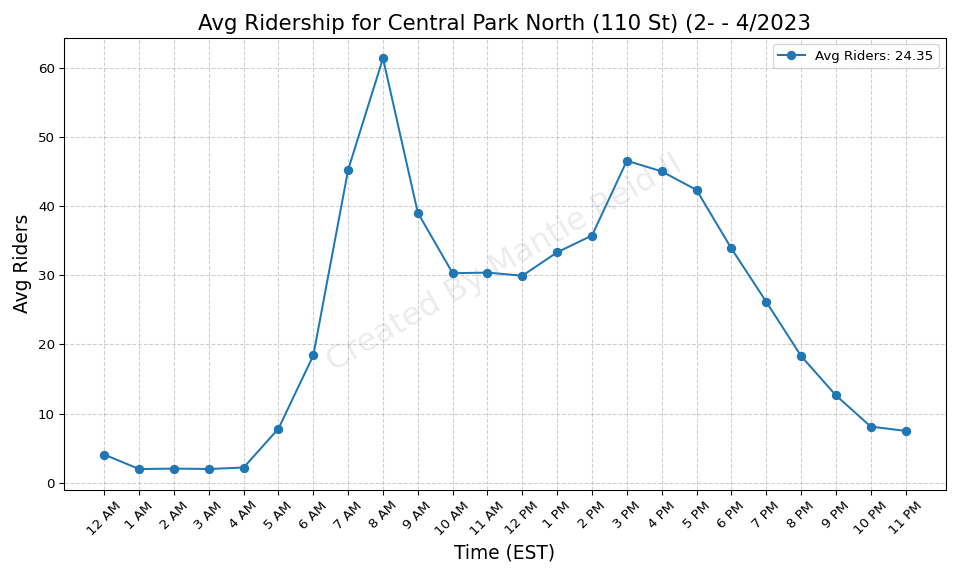 Avg Ridership for Central Park North (110 St) (2- - 4/2023
Avg Riders: 24.35
60
50
40
30
20
10
0
Avg Riders
Created By Mantie Reid II
12 AM 1 AM 2 AM 3 AM 4 AM 5 AM 6 AM 7 AM 8 AM 9 AM 10 AM 11 AM 12 PM 1 PM 2 PM 3 PM 4 PM 5 PM 6 PM 7 PM 8 PM 9 PM 10 PM 11 PM
Time (EST)